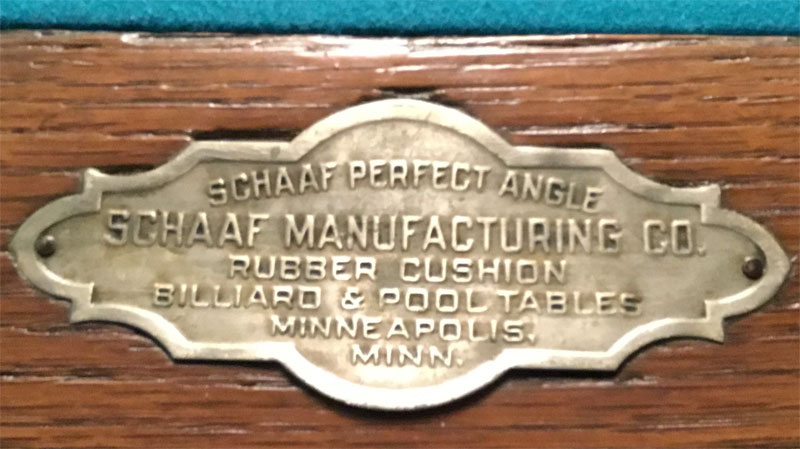 SCHAAF PERFECT ANGLE
SCHAAF MANUFACTURING CO.
RUBBER CUSHION
BILLIARD & POOL TABLES
MINNEAPOLIS,
MINN.